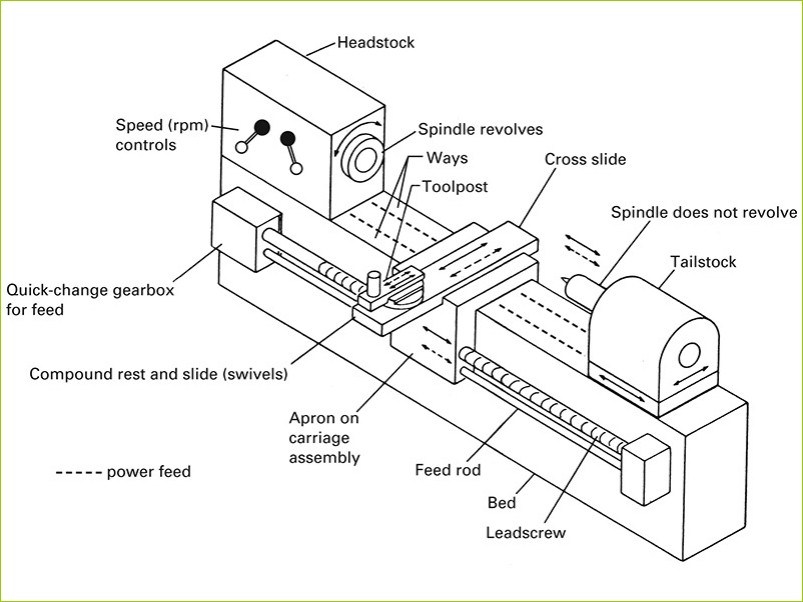 Headstock
Speed (rpm)
controls
Spindle revolves
Ways
Toolpost
Cross slide
Spindle does not revolve
Tailstock
Quick-change gearbox
for feed
Compound rest and slide (swivels)
Apron on
carriage
assembly
Feed rod
Bed
Leadscrew
power feed